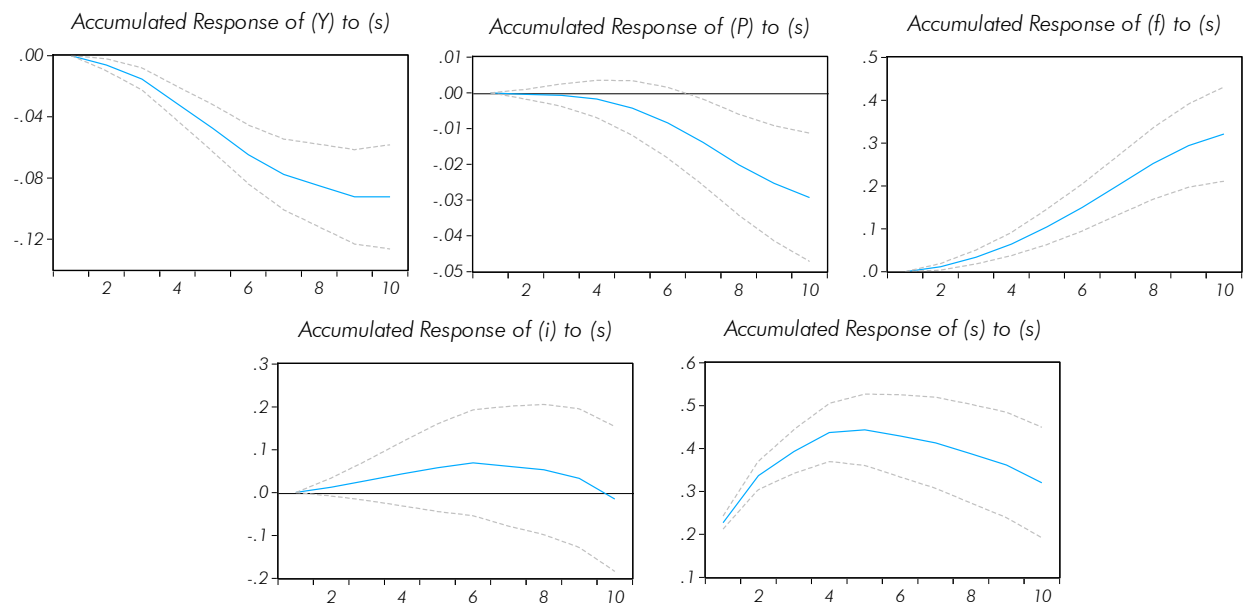 Accumulated Response of (Y) to (s)
.00
-.04
-.08
-.12
2 4 6 8 10
Accumulated Response of (P) to (s)
.01
.00
-.01
-.02
-.03
-.04
-.05
2 4 6 8 10
Accumulated Response of (f) to (s)
.5
.4
.3
.2
.1
.0
2 4 6 8 10
Accumulated Response of (i) to (s)
.3
.2
.1
.0
-.1
-.2
2 4 6 8 10
Accumulated Response of (s) to (s)
.6
.5
.4
.3
.2
.1
2 4 6 8 10